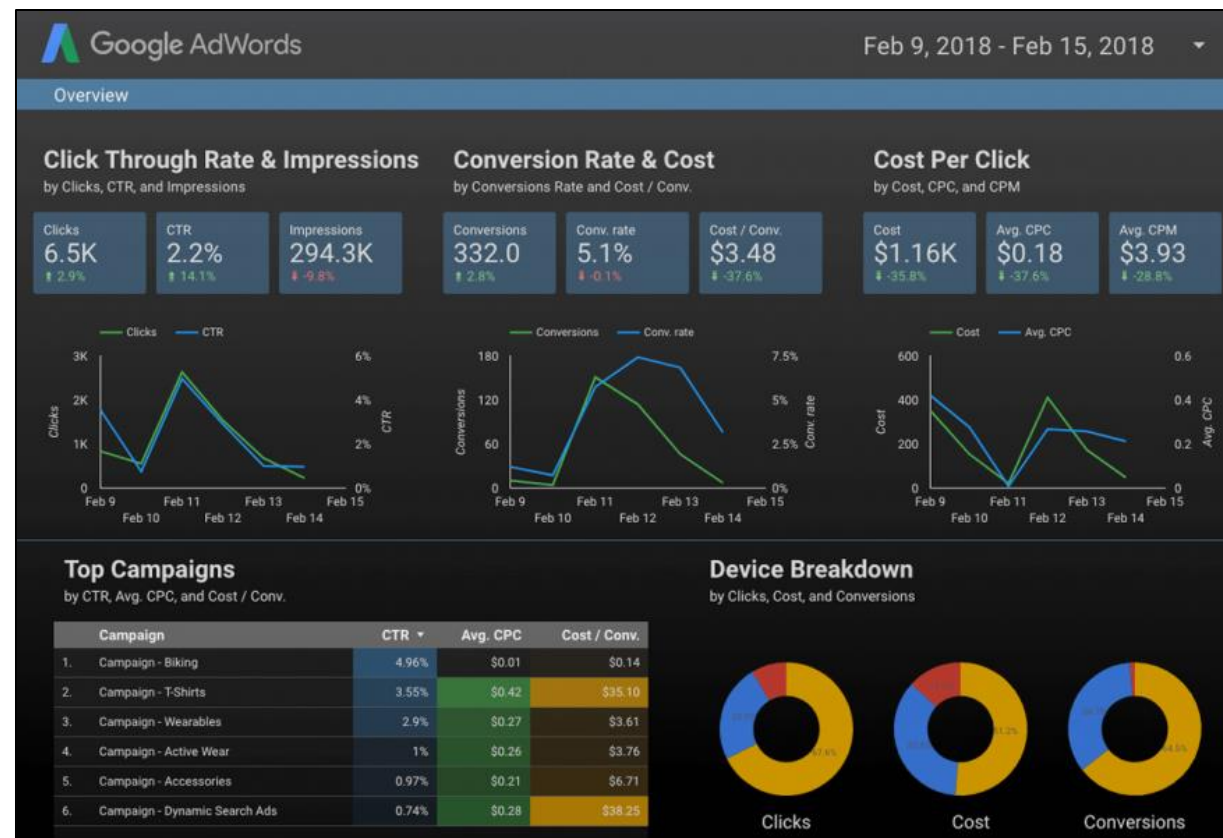 Google AdWords
Feb 9, 2018 - Feb 15, 2018
Overview
Click Through Rate & Impressions
by Clicks, CTR, and Impressions
Conversion Rate & Cost
by Conversions Rate and Cost / Conv.
Cost Per Click
by Cost, CPC, and CPM
Clicks
6.5K
2.9%
CTR
2.2%
14.1%
Impressions
294.3K
-9.8%
Conversions
332.0
2.8%
Conv. rate
5.1%
-0.1%
Cost / Conv.
$3.48
-37.6%
Cost
$1.16K
-35.8%
Avg. CPC
$0.18
-37.6%
Avg. CPM
$3.93
-28.8%
Clicks CTR
3K
2K
1K
0
Clicks
6%
4%
2%
0%
CTR
Feb 9 Feb 11 Feb 13 Feb 15
Feb 10 Feb 12 Feb 14
Conversions Conv. rate
180
120
60
0
Conversions
7.5%
5%
2.5%
0%
Conv. rate
Feb 9 Feb 11 Feb 13 Feb 15
Feb 10 Feb 12 Feb 14
Cost Avg. CPC
600
400
200
0
Cost
0.6
0.4
0.2
0
Avg. CPC
Feb 9 Feb 11 Feb 13 Feb 15
Feb 10 Feb 12 Feb 14
Top Campaigns
by CTR, Avg. CPC, and Cost / Conv.
Campaign CTR Avg. CPC Cost / Conv.
1. Campaign - Biking 4.96% $0.01 $0.14
2. Campaign - T-Shirts 3.55% $0.42 $35.10
3. Campaign - Wearables 2.9% $0.27 $3.61
4. Campaign - Active Wear 1% $0.26 $3.76
5. Campaign - Accessories 0.97% $0.21 $6.71
6. Campaign - Dynamic Search Ads 0.74% $0.28 $38.25
Device Breakdown
by Clicks, Cost, and Conversions
67.6%
51.2%
64.6%
Clicks
Cost
Conversions